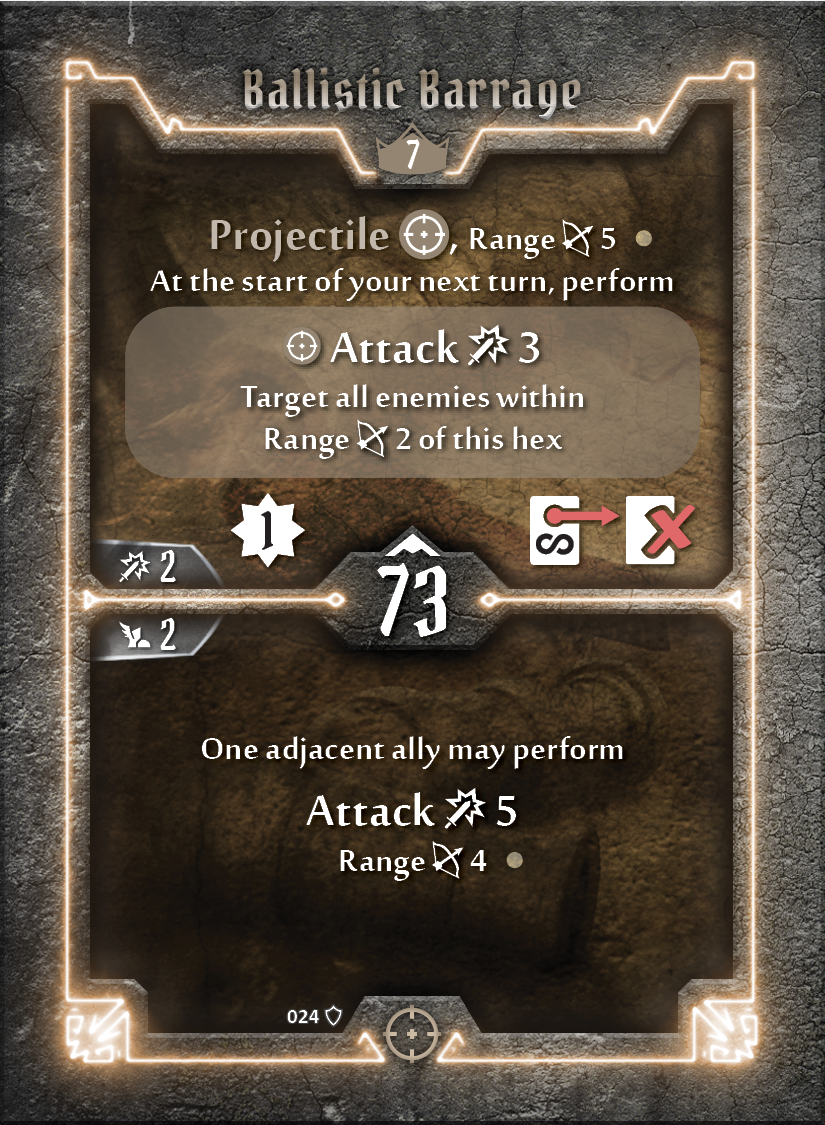 Ballistic Barrage
7
Projectile , Range 5
At the start of your next turn, perform
Attack 3
Target all enemies within
Range 2 of this hex
1
2
73
2
One adjacent ally may perform
Attack 5
Range 4
024